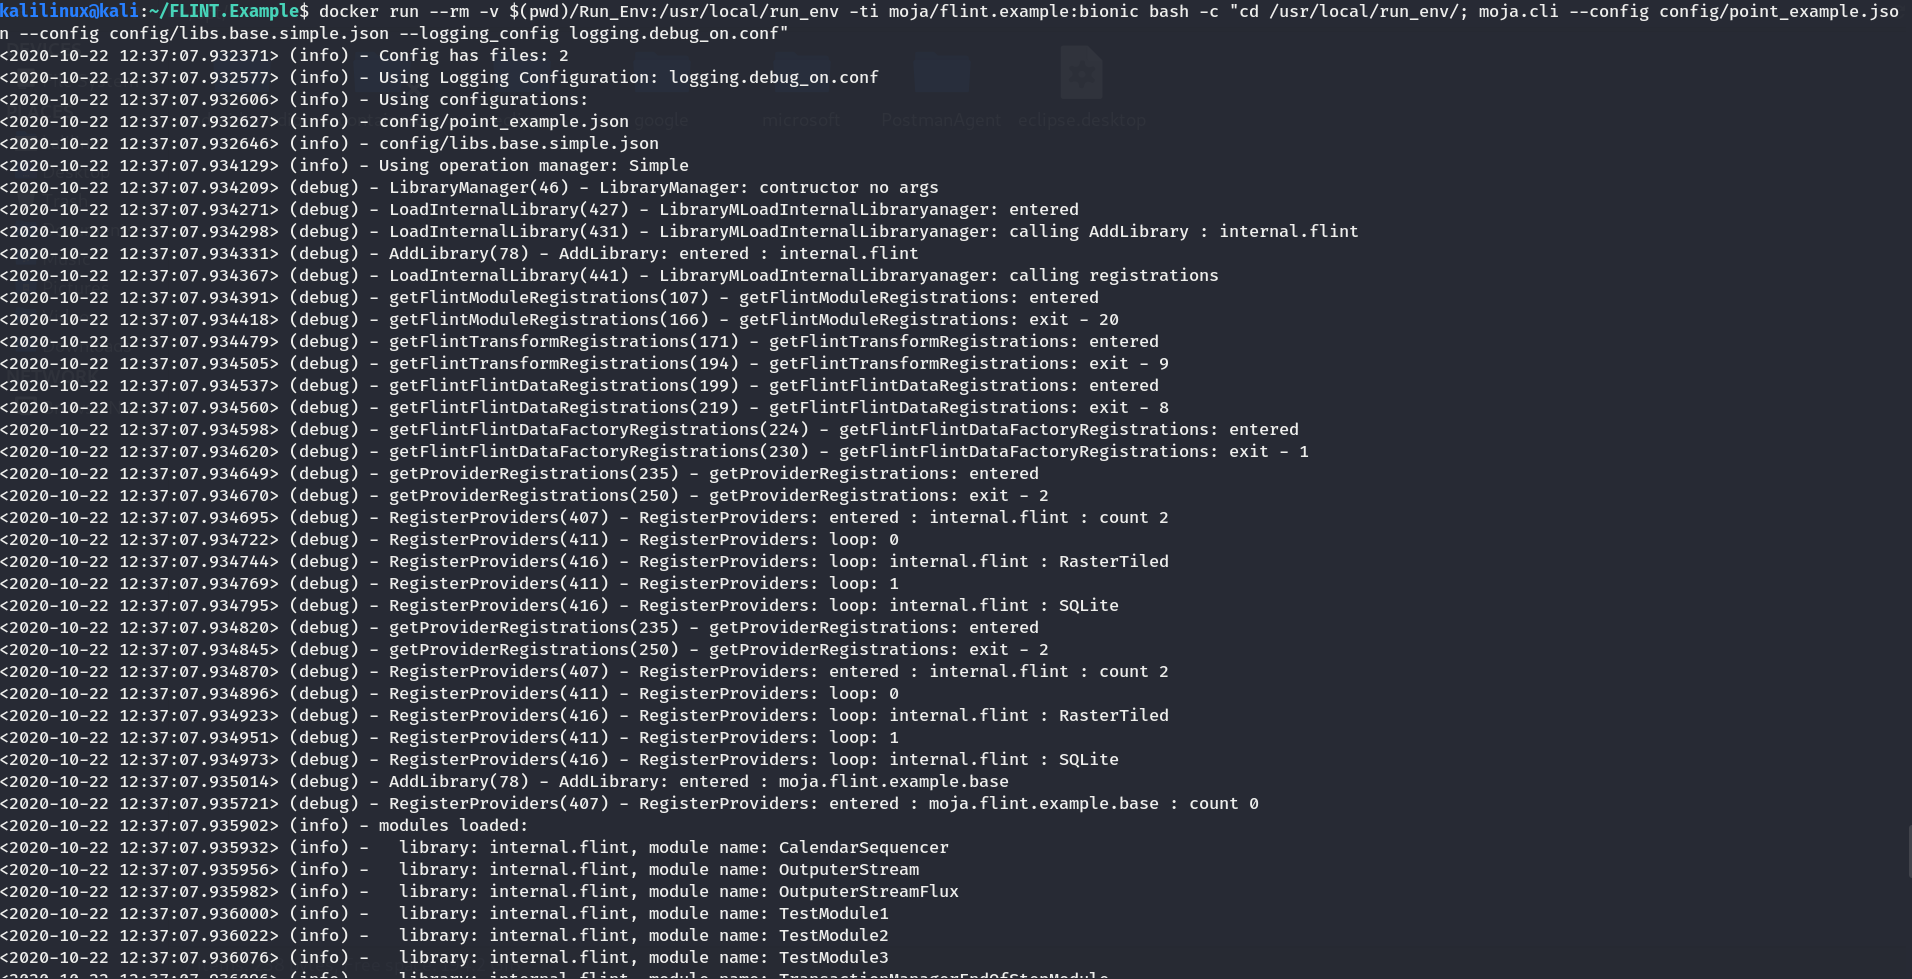 kalilinux@kali:~/FLINT.Example$ docker run --rm -v $(pwd)/Run_Env:/usr/local/run_env -ti moja/flint.example:bionic bash -c "cd /usr/local/run_env/; moja.cli --config config/point_example.jso
n --config config/libs.base.simple.json --logging_config logging.debug_on.conf"
<2020-10-22 12:37:07.932371> (info) - Config has files: 2
<2020-10-22 12:37:07.932577> (info) - Using Logging Configuration: logging.debug_on.conf
<2020-10-22 12:37:07.932606> (info) - Using configurations:
google microsoft PostmanAgent eclipse.desktop
<2020-10-22 12:37:07.932627> (info) - config/point_example.json
<2020-10-22 12:37:07.932646> (info) - config/libs.base.simple.json
<2020-10-22 12:37:07.934129> (info) - Using operation manager: Simple
<2020-10-22 12:37:07.934209> (debug) - LibraryManager(46) - LibraryManager: contructor no args
<2020-10-22 12:37:07.934271> (debug) - LoadInternalLibrary(427) - LibraryMLoadInternalLibraryanager: entered
<2020-10-22 12:37:07.934298> (debug) - LoadInternalLibrary(431) - LibraryMLoadInternalLibraryanager: calling AddLibrary : internal.flint
<2020-10-22 12:37:07.934331> (debug) - AddLibrary(78) - AddLibrary: entered : internal.flint
<2020-10-22 12:37:07.934367> (debug) - LoadInternalLibrary(441) - LibraryMLoadInternalLibraryanager: calling registrations
<2020-10-22 12:37:07.934391> (debug) - getFlintModuleRegistrations(107) - getFlintModuleRegistrations: entered
<2020-10-22 12:37:07.934418> (debug) - getFlintModuleRegistrations(166) - getFlintModuleRegistrations: exit - 20
<2020-10-22 12:37:07.934479> (debug) - getFlintTransformRegistrations(171) - getFlintTransformRegistrations: entered
<2020-10-22 12:37:07.934505> (debug) - getFlintTransformRegistrations(194) - getFlintTransformRegistrations: exit - 9
<2020-10-22 12:37:07.934537> (debug) - getFlintFlintDataRegistrations(199) - getFlintFlintDataRegistrations: entered
<2020-10-22 12:37:07.934560> (debug) - getFlintFlintDataRegistrations(219) - getFlintFlintDataRegistrations: exit - 8
<2020-10-22 12:37:07.934598> (debug) - getFlintFlintDataFactoryRegistrations(224) - getFlintFlintDataFactoryRegistrations: entered
<2020-10-22 12:37:07.934620> (debug) - getFlintFlintDataFactoryRegistrations(230) - getFlintFlintDataFactoryRegistrations: exit - 1
<2020-10-22 12:37:07.934649> (debug) - getProviderRegistrations(235) - getProviderRegistrations: entered
<2020-10-22 12:37:07.934670> (debug) - getProviderRegistrations(250) - getProviderRegistrations: exit - 2
<2020-10-22 12:37:07.934695> (debug) - RegisterProviders(407) - RegisterProviders: entered : internal.flint : count 2
<2020-10-22 12:37:07.934722> (debug) - RegisterProviders(411) - RegisterProviders: loop: 0
<2020-10-22 12:37:07.934744> (debug) - RegisterProviders(416) - RegisterProviders: loop: internal.flint : RasterTiled
<2020-10-22 12:37:07.934769> (debug) - RegisterProviders(411) - RegisterProviders: loop: 1
<2020-10-22 12:37:07.934795> (debug) - RegisterProviders(416) - RegisterProviders: loop: internal.flint : SQLite
<2020-10-22 12:37:07.934820> (debug) - getProviderRegistrations(235) - getProviderRegistrations: entered
<2020-10-22 12:37:07.934845> (debug) - getProviderRegistrations(250) - getProviderRegistrations: exit - 2
<2020-10-22 12:37:07.934870> (debug) - RegisterProviders(407) - RegisterProviders: entered : internal.flint : count 2
<2020-10-22 12:37:07.934896> (debug) - RegisterProviders(411) - RegisterProviders: loop: 0
<2020-10-22 12:37:07.934923> (debug) - RegisterProviders(416) - RegisterProviders: loop: internal.flint : RasterTiled
<2020-10-22 12:37:07.934951> (debug) - RegisterProviders(411) - RegisterProviders: loop: 1
<2020-10-22 12:37:07.934973> (debug) - RegisterProviders(416) - RegisterProviders: loop: internal.flint : SQLite
<2020-10-22 12:37:07.935014> (debug) - AddLibrary(78) - AddLibrary: entered : moja.flint.example.base
<2020-10-22 12:37:07.935721> (debug) - RegisterProviders(407) - RegisterProviders: entered : moja.flint.example.base : count 0
<2020-10-22 12:37:07.935902> (info) - modules loaded:
<2020-10-22 12:37:07.935932> (info) -   library: internal.flint, module name: CalendarSequencer
<2020-10-22 12:37:07.935956> (info) -   library: internal.flint, module name: OutputerStream
<2020-10-22 12:37:07.935982> (info) -   library: internal.flint, module name: OutputerStreamFlux
<2020-10-22 12:37:07.936000> (info) -   library: internal.flint, module name: TestModule1
<2020-10-22 12:37:07.936022> (info) -   library: internal.flint, module name: TestModule2
<2020-10-22 12:37:07.936076> (info) -   library: internal.flint, module name: TestModule3
<2020-10-22 12:37:07.936096> (info) -   library: internal.flint, module name: TransactionManagerEndOfStepModule